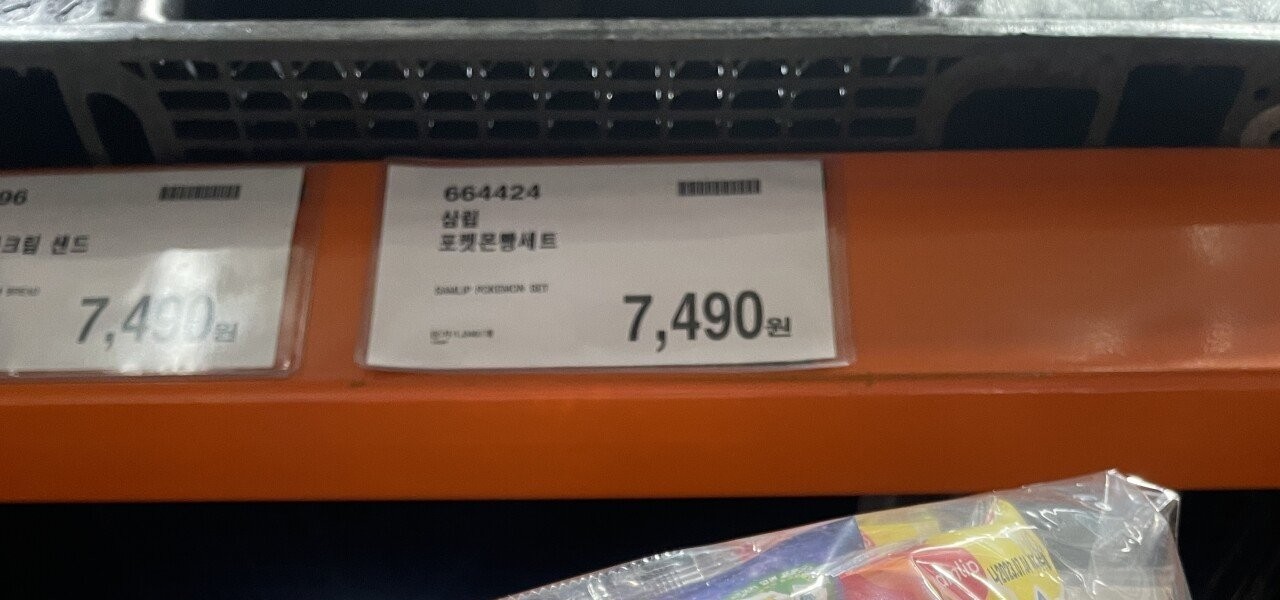 96
크림 샌드
7,490원
664424
삼립
포켓몬빵세트
SAMLIP POKEMON SET
7,490원